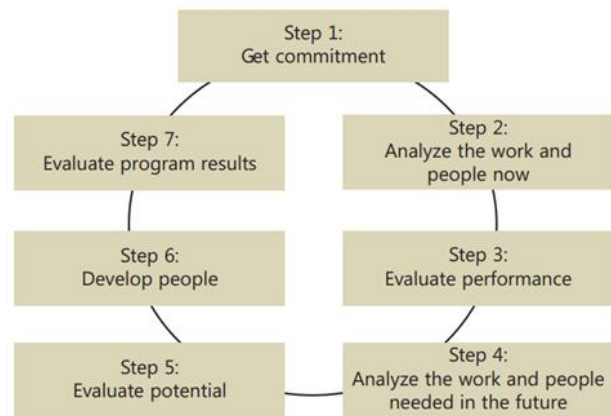 Step 1:
Get commitment
Step 2:
Analyze the work and
people now
Step 3:
Evaluate performance
Step 4:
Analyze the work and people
needed in the future
Step 5:
Evaluate potential
Step 6:
Develop people
Step 7:
Evaluate program results